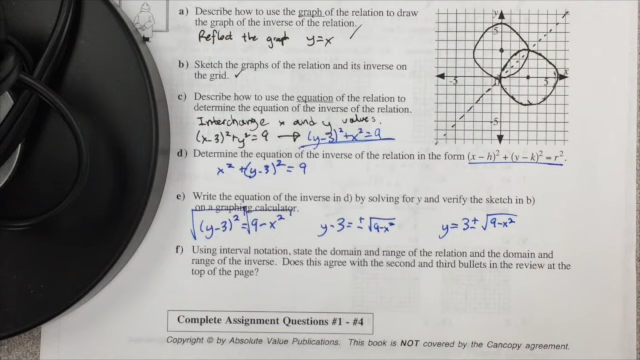 a) Describe how to use the graph of the relation to draw
the graph of the inverse of the relation.
Reflect the graph y=x
b) Sketch the graphs of the relation and its inverse on
the grid.
c) Describe how to use the equation of the relation to
determine the equation of the inverse of the relation.
Interchange x and y values.
(x-3)²+y²=9 → (y-3)²+x²=9
d) Determine the equation of the inverse of the relation in the form (x − h)² + (y − k)² = r².
x²+(y-3)²=9
e) Write the equation of the inverse in d) by solving for y and verify the sketch in b)
on a graphing calculator.
√(y-3)²=√9-x² y-3=±√9-x² y=3±√9-x²
f) Using interval notation, state the domain and range of the relation and the domain and
range of the inverse. Does this agree with the second and third bullets in the review at
the top of the page?
Complete Assignment Questions #1 - #4
Copyright © by Absolute Value Publications. This book is NOT covered by the Cancopy agreement.
y
5
-5
0
5
x
-5